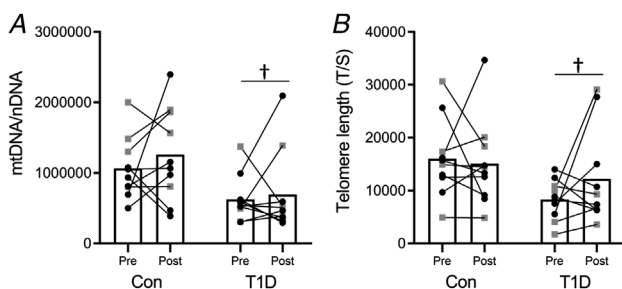 A
mtDNA/nDNA
3000000
2000000
1000000
0
†
Pre Post Pre Post
Con T1D
B
Telomere length (T/S)
40000
30000
20000
10000
0
†
Pre Post Pre Post
Con T1D